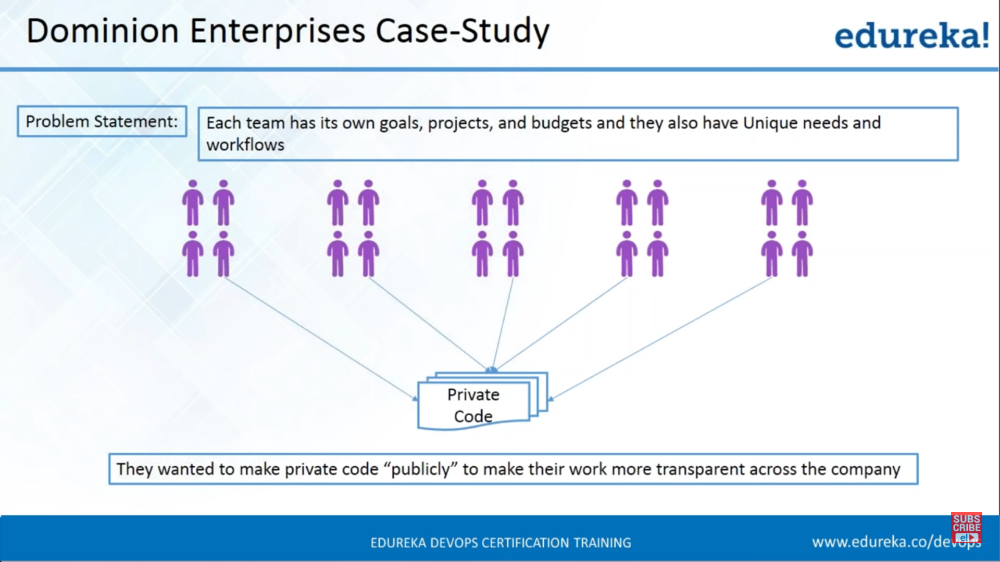 Dominion Enterprises Case-Study
edureka!
Problem Statement:
Each team has its own goals, projects, and budgets and they also have Unique needs and
workflows
Private
Code
They wanted to make private code “publicly” to make their work more transparent across the company
EDUREKA DEVOPS CERTIFICATION TRAINING
www.edureka.co/devops
SUBS
CRIBE
e!